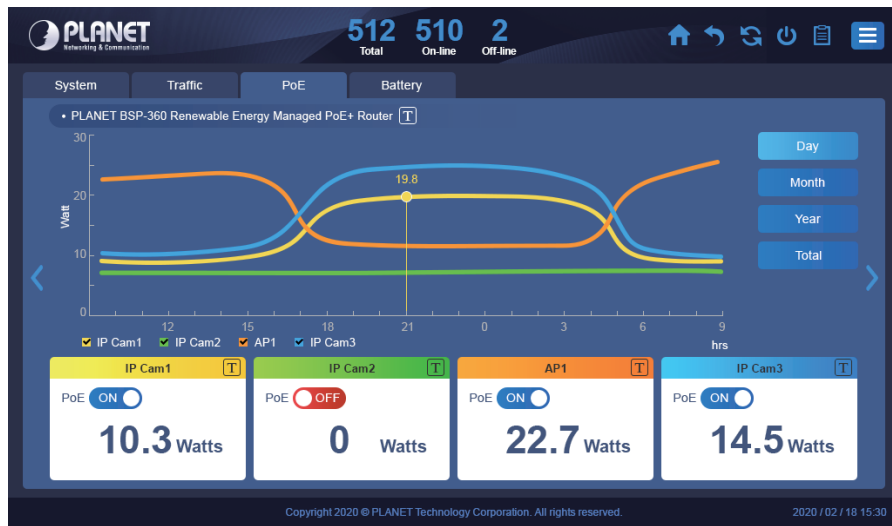 PLANET
Networking & Communication
512 510 2
Total On-line Off-line
System Traffic PoE Battery
• PLANET BSP-360 Renewable Energy Managed PoE+ Router T
30
20
10
0
Watt
19.8
12 15 18 21 0 3 6 9
hrs
IP Cam1 IP Cam2 AP1 IP Cam3
Day
Month
Year
Total
IP Cam1 T IP Cam2 T AP1 T IP Cam3 T
PoE ON PoE OFF PoE ON PoE ON
10.3 Watts 0 Watts 22.7 Watts 14.5 Watts
Copyright 2020 © PLANET Technology Corporation. All rights reserved. 2020 / 02 / 18 15:30